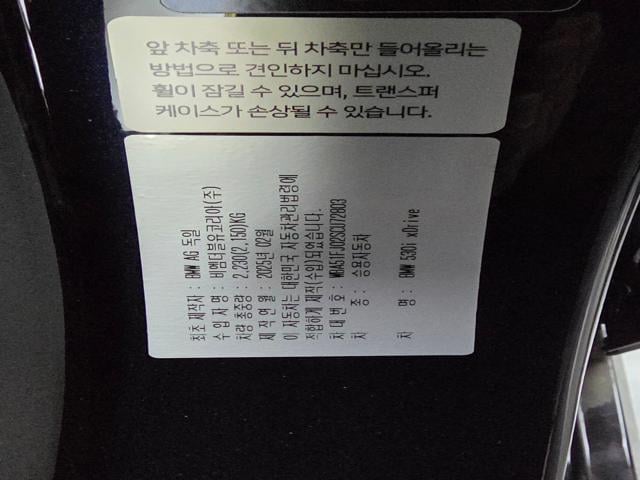 앞 차축 또는 뒤 차축만 들어올리는
방법으로 견인하지 마십시오.
휠이 잠길 수 있으며, 트랜스퍼
케이스가 손상될 수 있습니다.
최초 제작자 : BMW AG 독일
수 입 자 명 : 비엠더블유코리아(주)
차량 총중량 : 2,230(2,150)KG
제 작 연 월 : 2025년 02월
이 자동차는 대한민국 자동차관리법령에
적합하게 제작(수입)되었습니다.
차 대 번 호 : WBA51FJ02SCU72803
차 종 : 승용자동차
차 명 : BMW 530i xDrive